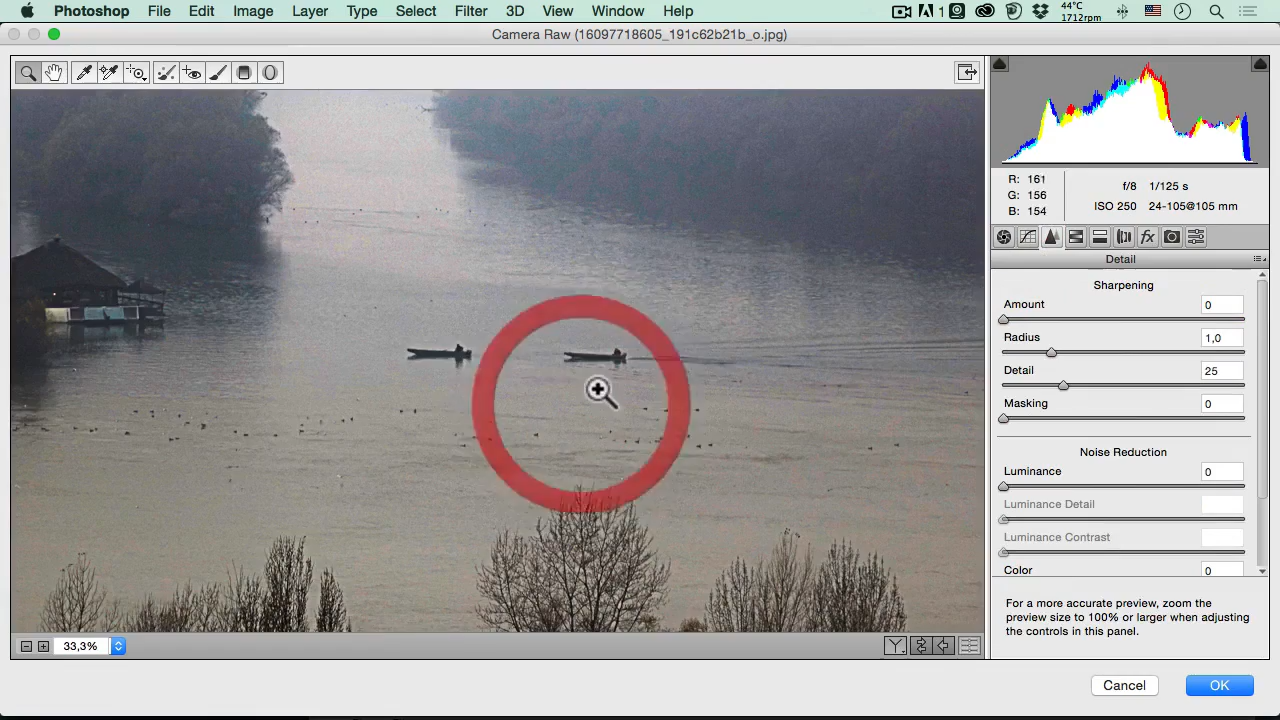 Photoshop File Edit Image Layer Type Select Filter 3D View Window Help 1 44°C
1712rpm
Camera Raw (16097718605_191c62b21b_o.jpg)
R: 161
G: 156
B: 154
f/8 1/125 s
ISO 250 24-105@105 mm
fx
Detail
Sharpening
Amount 0
Radius 1,0
Detail 25
Masking 0
Noise Reduction
Luminance 0
Luminance Detail
Luminance Contrast
Color 0
For a more accurate preview, zoom the
preview size to 100% or larger when adjusting
the controls in this panel.
33,3%
Y
Cancel OK